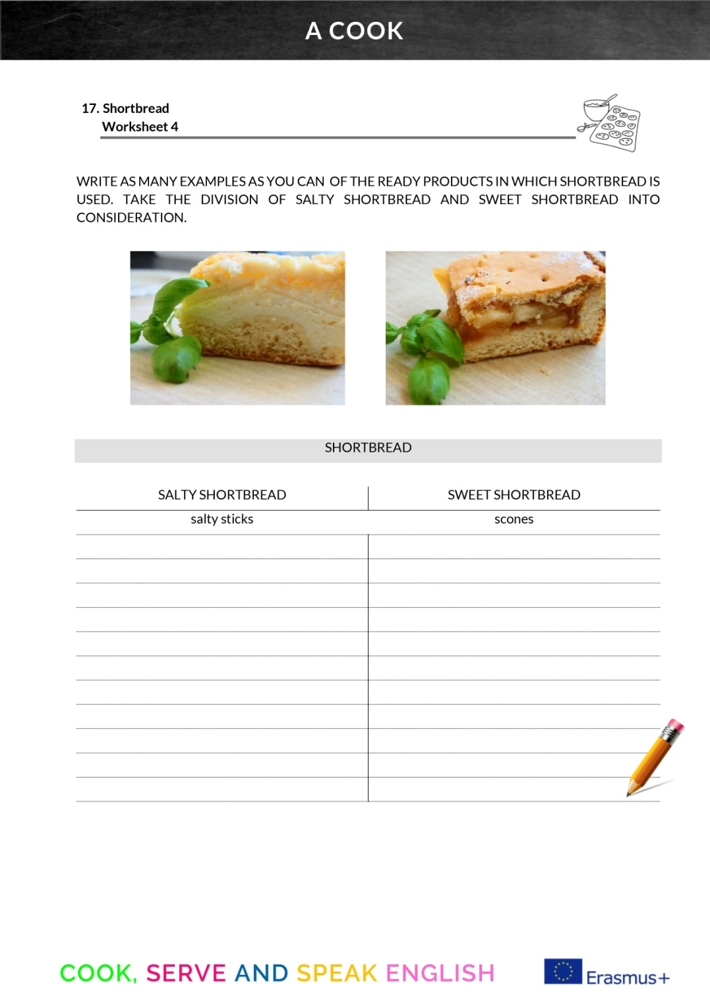 A COOK
17. Shortbread
Worksheet 4
WRITE AS MANY EXAMPLES AS YOU CAN OF THE READY PRODUCTS IN WHICH SHORTBREAD IS
USED. TAKE THE DIVISION OF SALTY SHORTBREAD AND SWEET SHORTBREAD INTO
CONSIDERATION.
SHORTBREAD
SALTY SHORTBREAD SWEET SHORTBREAD
salty sticks scones
COOK, SERVE AND SPEAK ENGLISH
Erasmus+